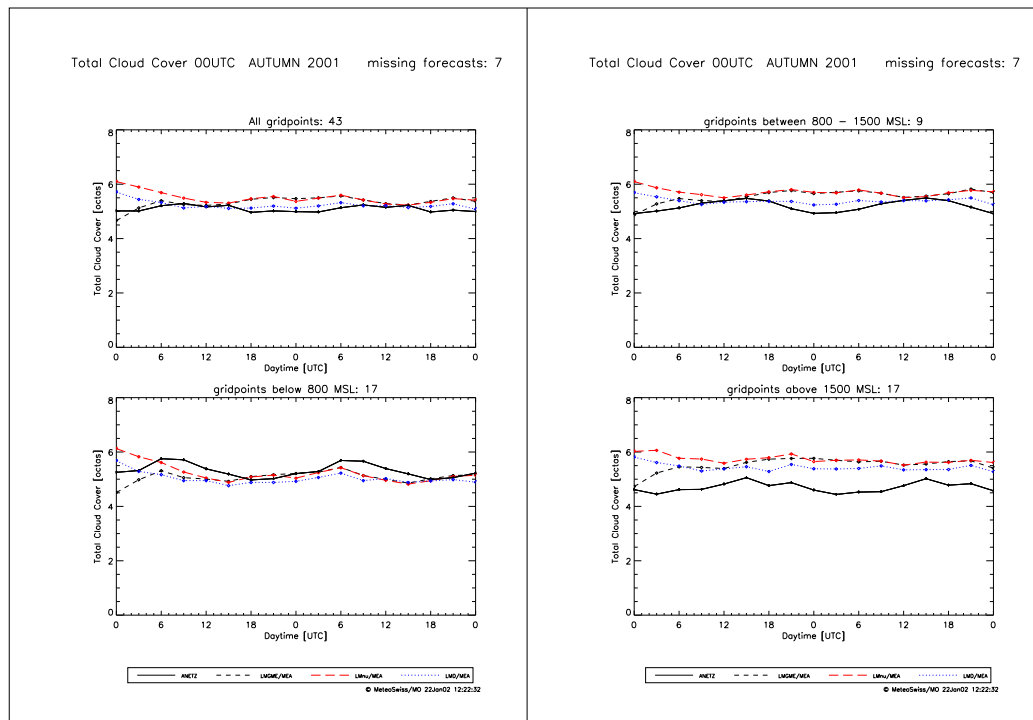 Total Cloud Cover 00UTC AUTUMN 2001 missing forecasts: 7
All gridpoints: 43
Total Cloud Cover [octas]
8
6
4
2
0
0 6 12 18 0 6 12 18 0
Daytime [UTC]
gridpoints below 800 MSL: 17
Total Cloud Cover [octas]
8
6
4
2
0
0 6 12 18 0 6 12 18 0
Daytime [UTC]
ANETZ LMGME/MEA LMnu/MEA LMD/MEA
© MeteoSwiss/MO 22Jan02 12:22:32
Total Cloud Cover 00UTC AUTUMN 2001 missing forecasts: 7
gridpoints between 800 - 1500 MSL: 9
Total Cloud Cover [octas]
8
6
4
2
0
0 6 12 18 0 6 12 18 0
Daytime [UTC]
gridpoints above 1500 MSL: 17
Total Cloud Cover [octas]
8
6
4
2
0
0 6 12 18 0 6 12 18 0
Daytime [UTC]
ANETZ LMGME/MEA LMnu/MEA LMD/MEA
© MeteoSwiss/MO 22Jan02 12:22:32